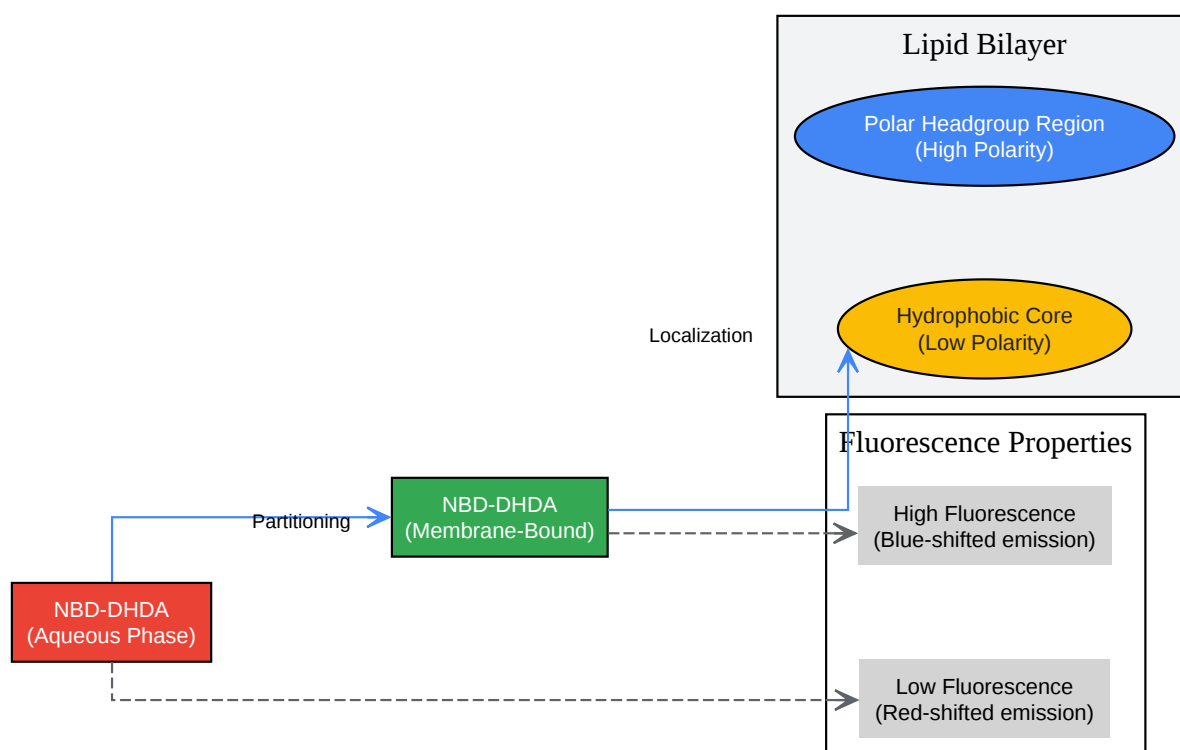 Lipid Bilayer
Polar Headgroup Region
(High Polarity)
Hydrophobic Core
(Low Polarity)
Localization
Fluorescence Properties
NBD-DHDA
(Membrane-Bound)
High Fluorescence
(Blue-shifted emission)
Partitioning
NBD-DHDA
(Aqueous Phase)
Low Fluorescence
(Red-shifted emission)